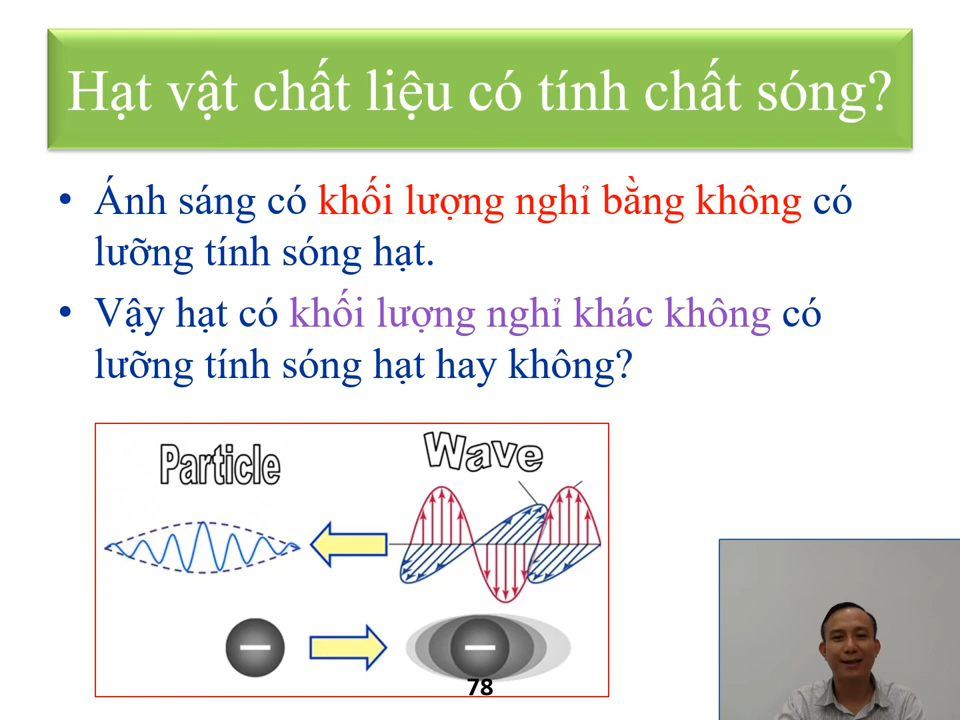 Hạt vật chất liệu có tính chất sóng?
• Ánh sáng có khối lượng nghỉ bằng không có
lưỡng tính sóng hạt.
• Vậy hạt có khối lượng nghỉ khác không có
lưỡng tính sóng hạt hay không?
Particle
Wave
78